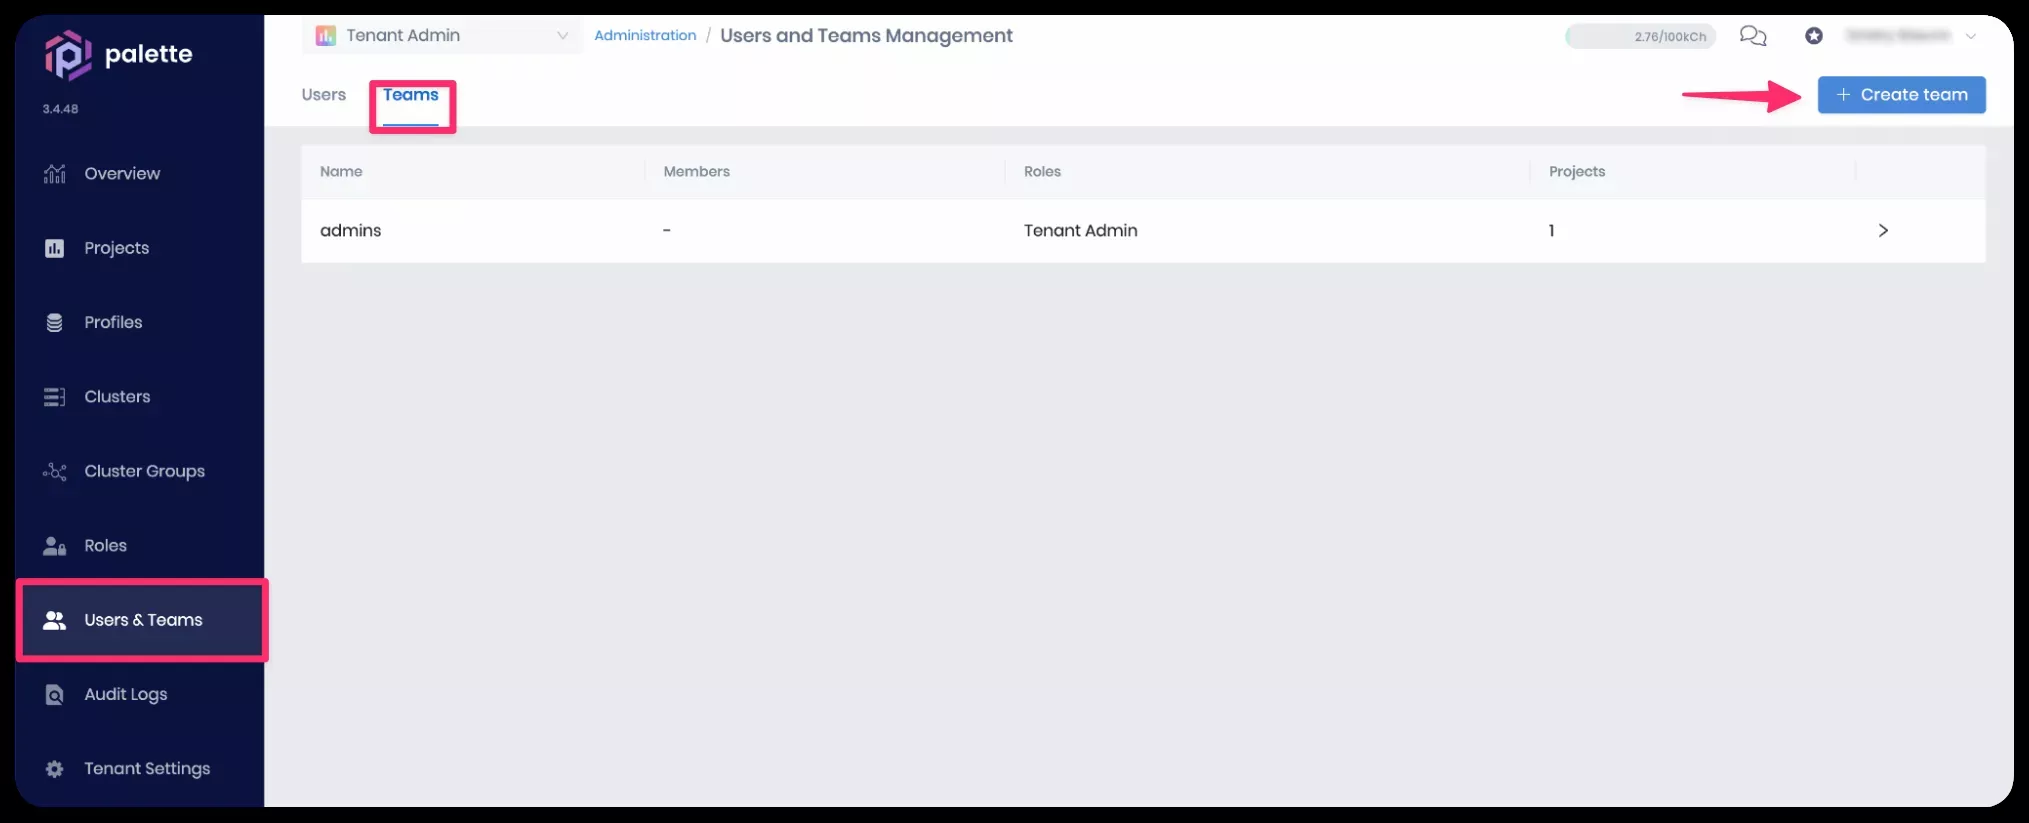 palette
3.4.48
Overview
Projects
Profiles
Clusters
Cluster Groups
Roles
Users & Teams
Audit Logs
Tenant Settings
Tenant Admin
Administration / Users and Teams Management
2.76/100kCh
Users
Teams
+ Create team
Name Members Roles Projects
admins - Tenant Admin 1